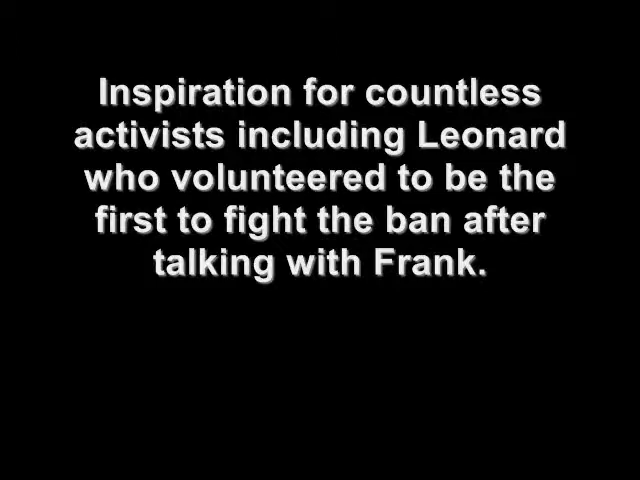 Inspiration for countless
activists including Leonard
who volunteered to be the
first to fight the ban after
talking with Frank.